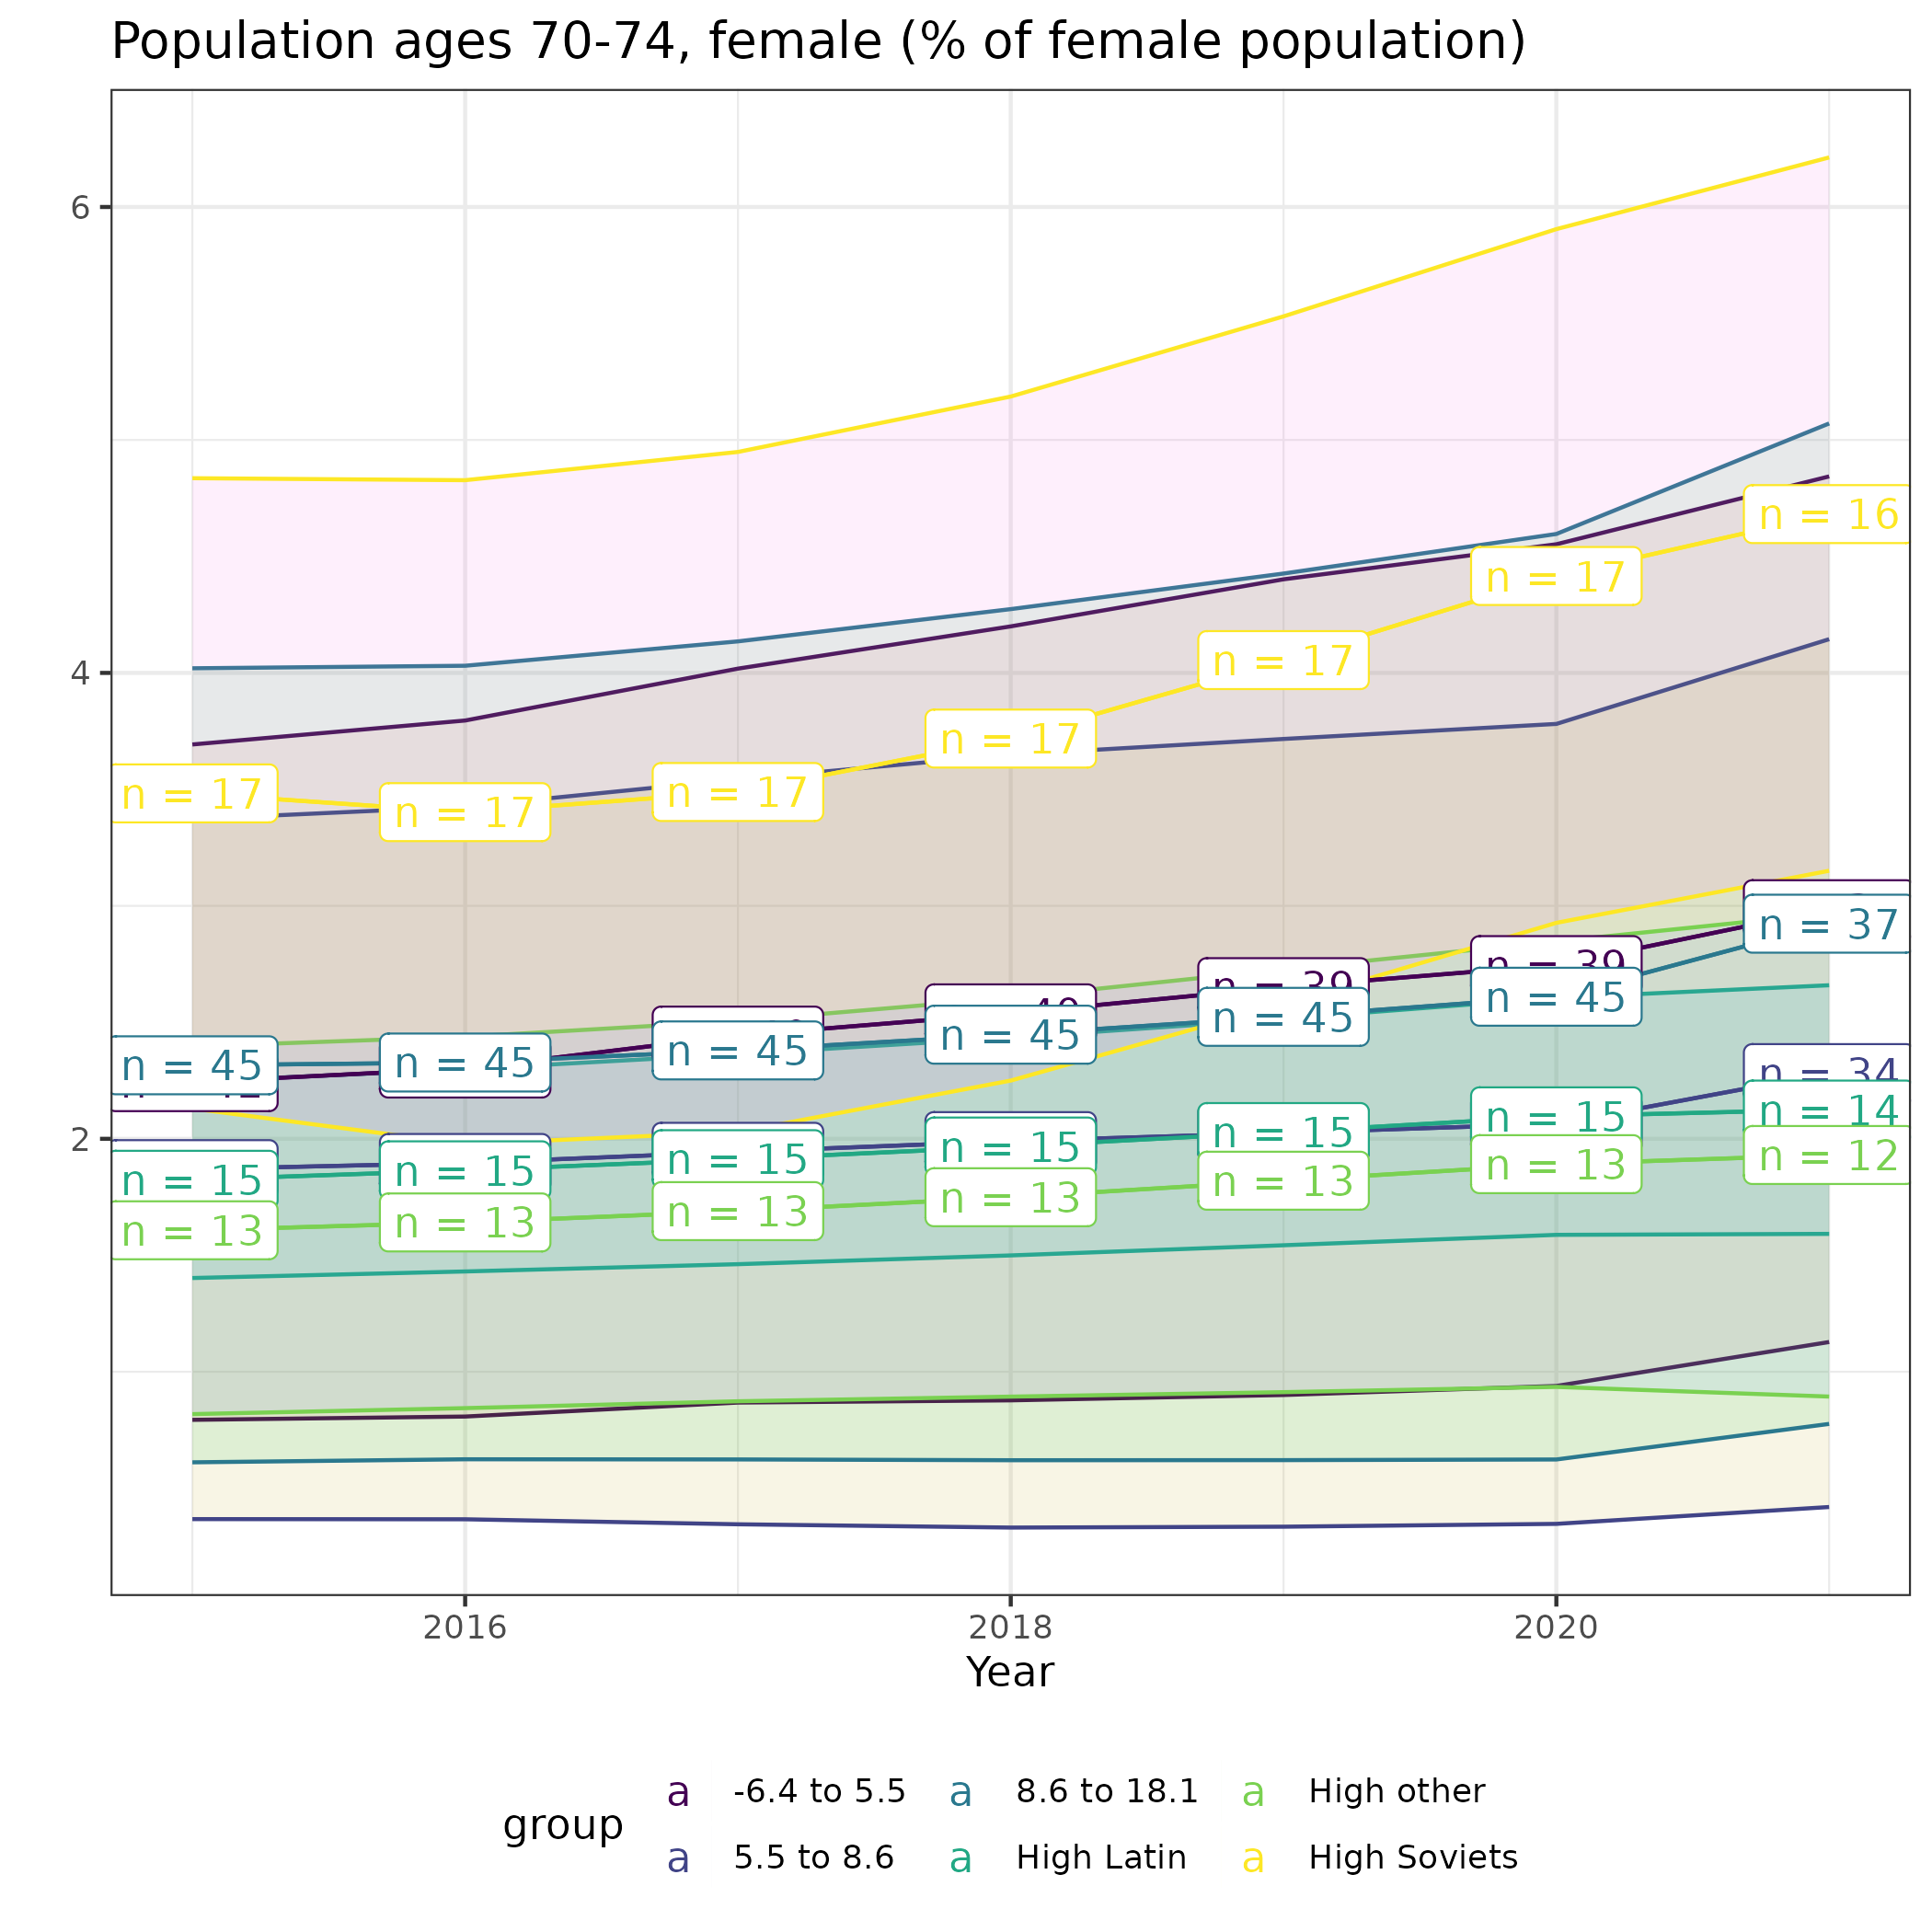 Population ages 70-74, female (% of female population)
6
4
2
n = 16
n = 17
n = 17
n = 17
n = 17
n = 17
n = 17
n = 37
n = 39
n = 39
n = 45
n = 45
n = 45
n = 45
n = 45
n = 45
n = 34
n = 14
n = 15
n = 15
n = 15
n = 15
n = 15
n = 15
n = 12
n = 13
n = 13
n = 13
n = 13
n = 13
n = 13
2016 2018 2020
Year
group
a -6.4 to 5.5 a 8.6 to 18.1 a High other
a 5.5 to 8.6 a High Latin a High Soviets